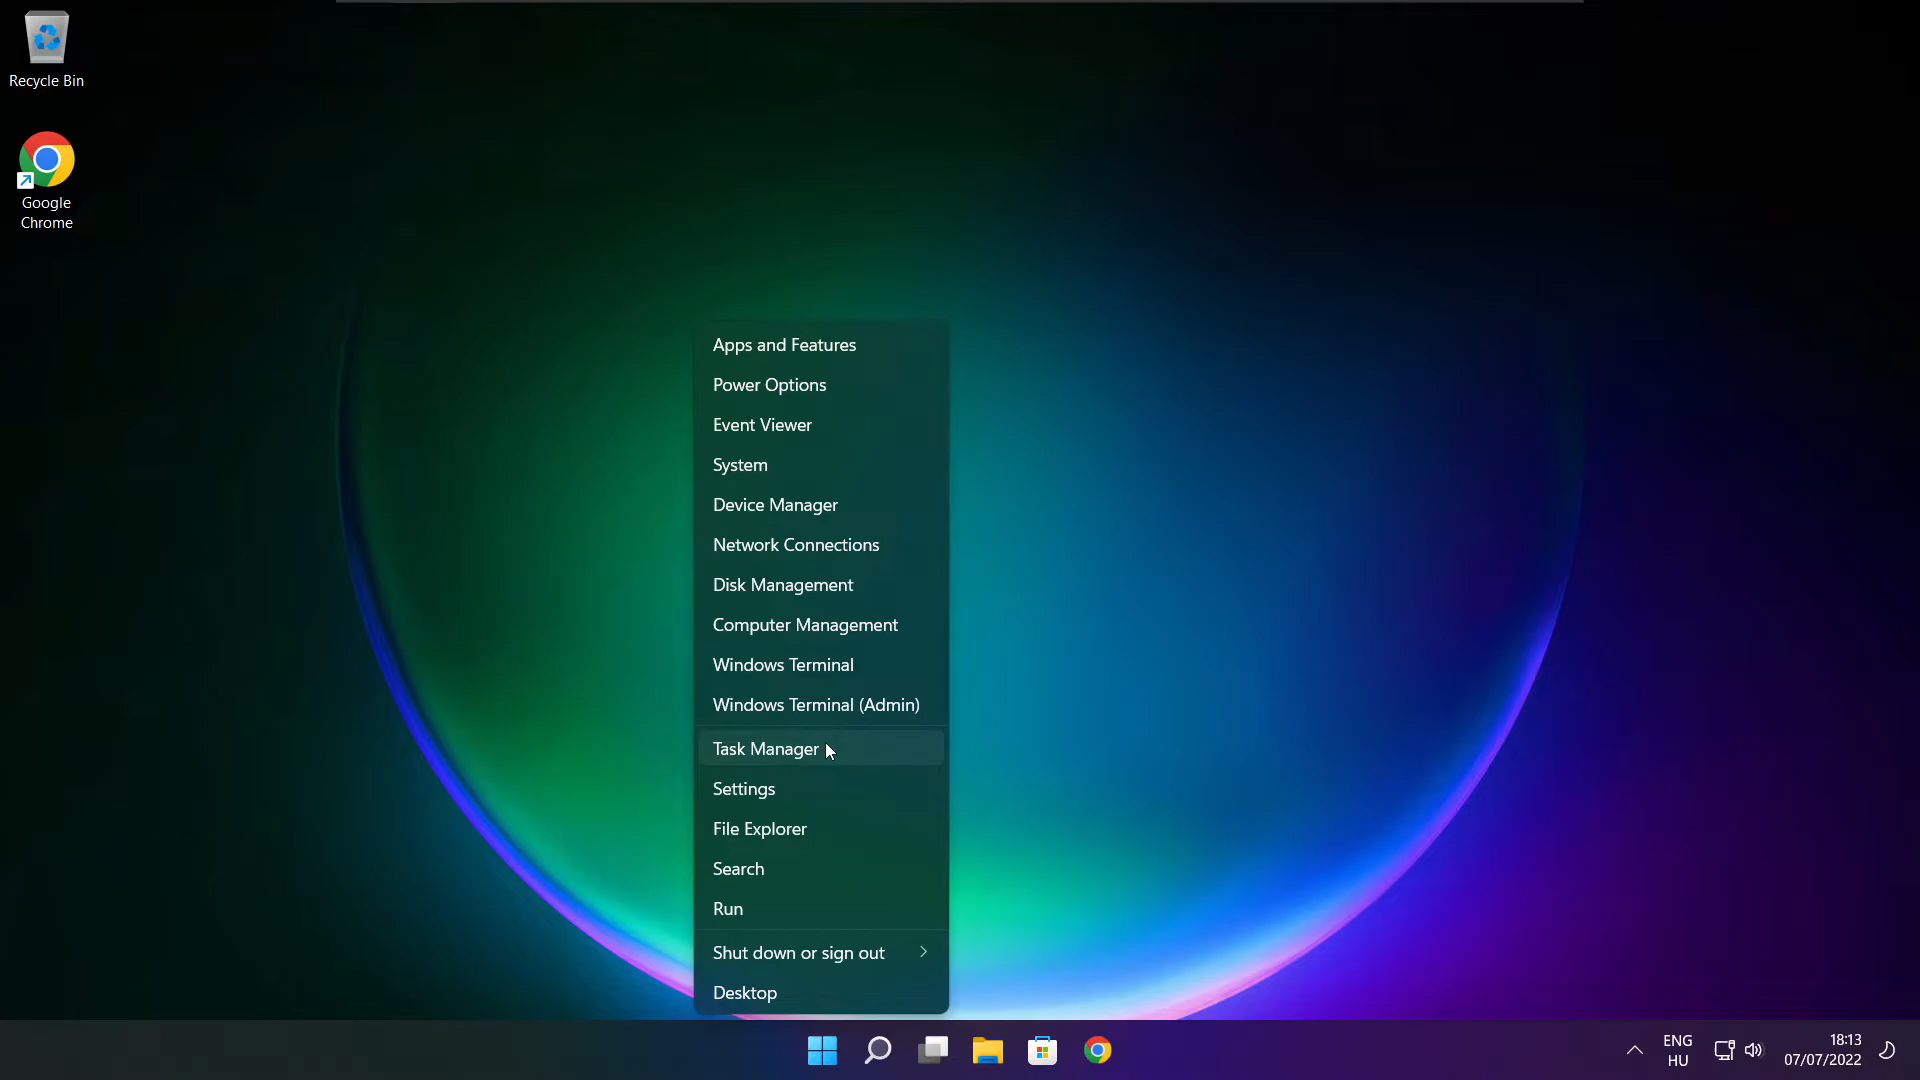 Recycle Bin
Google
Chrome
Apps and Features
Power Options
Event Viewer
System
Device Manager
Network Connections
Disk Management
Computer Management
Windows Terminal
Windows Terminal (Admin)
Task Manager
Settings
File Explorer
Search
Run
Shut down or sign out
Desktop
ENG
HU
18:13
07/07/2022